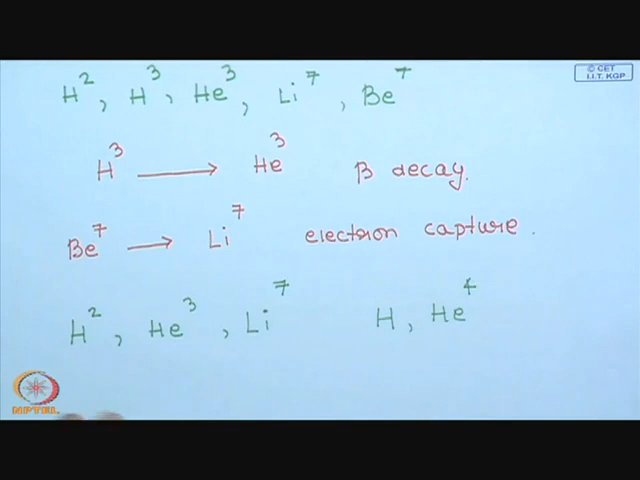 © CET
I.I.T. KGP
H², H³, He³, Li⁷, Be⁷
H³ → He³ β decay.
Be⁷ → Li⁷ electron capture.
H², He³, Li⁷ H, He⁴
NPTEL